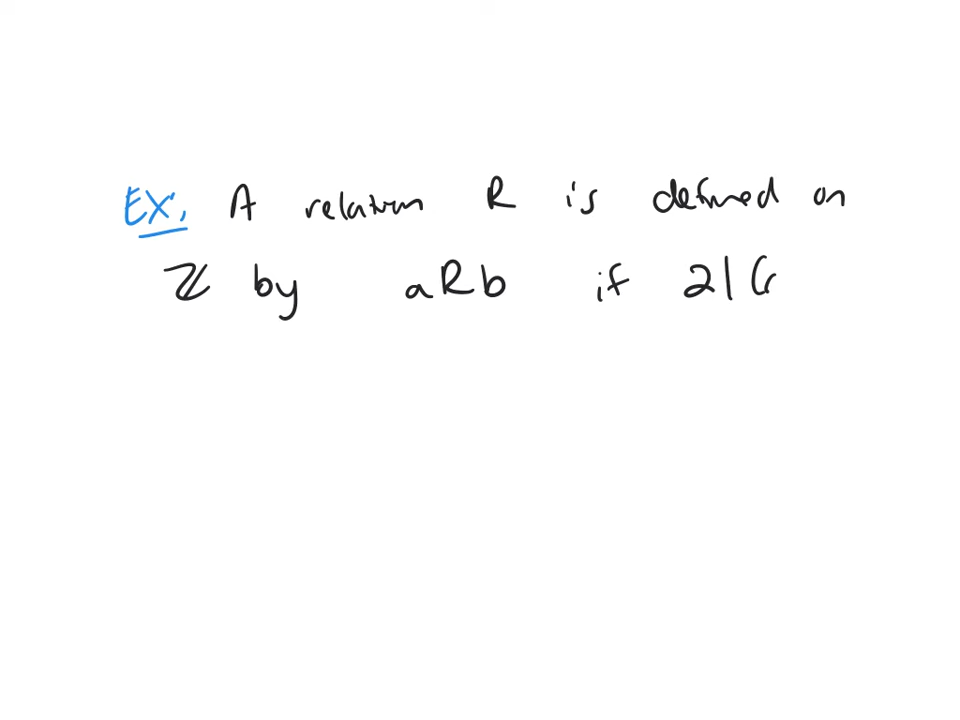 EX. A relation R is defined on
ℤ by aRb if 2|(